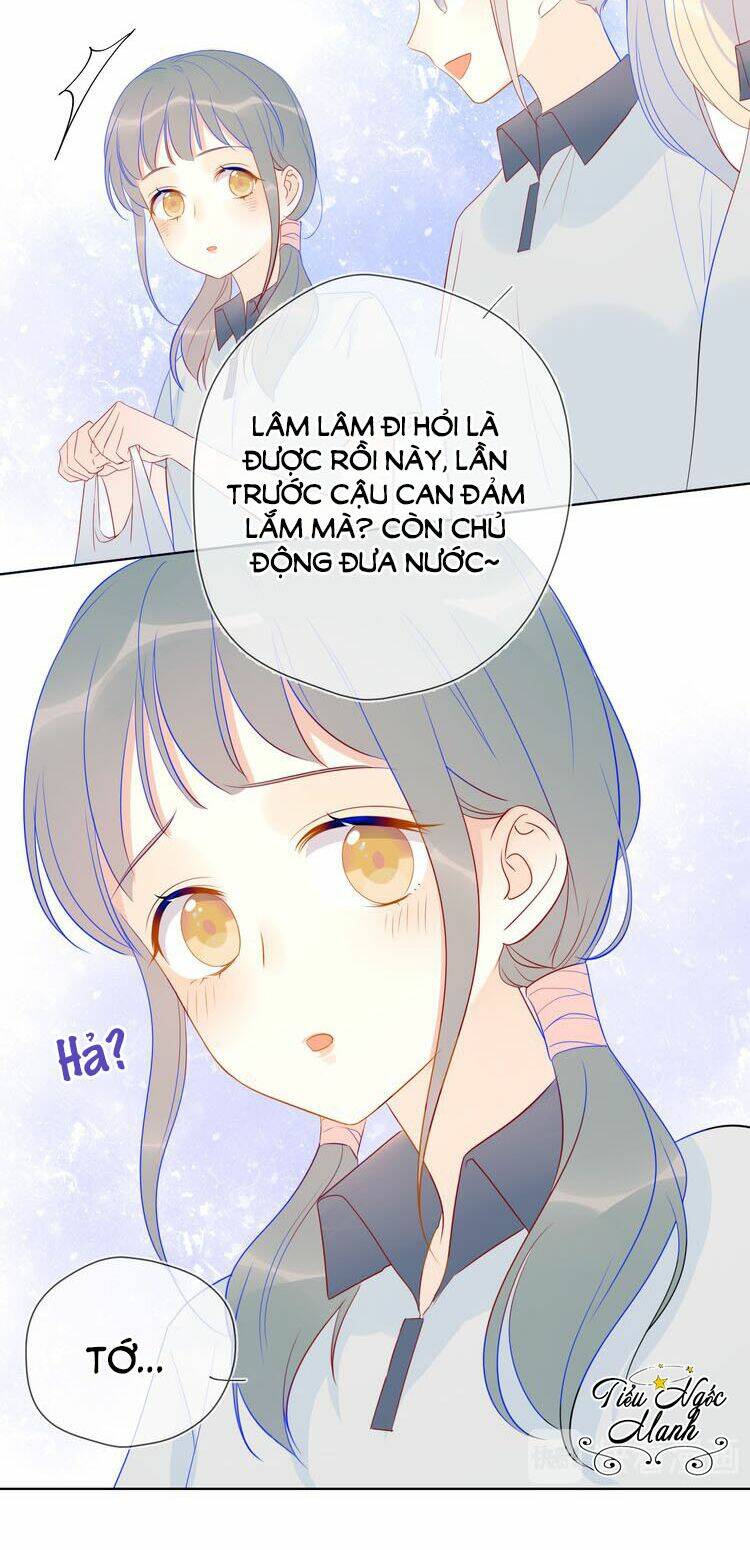 LÂM LÂM ĐI HỎI LÀ
ĐƯỢC RỒI NÀY, LẦN
TRƯỚC CẬU CAN ĐẢM
LẮM MÀ? CÒN CHỦ
ĐỘNG ĐƯA NƯỚC~
HẢ?
TỚ...
Tiểu Ngốc
Manh